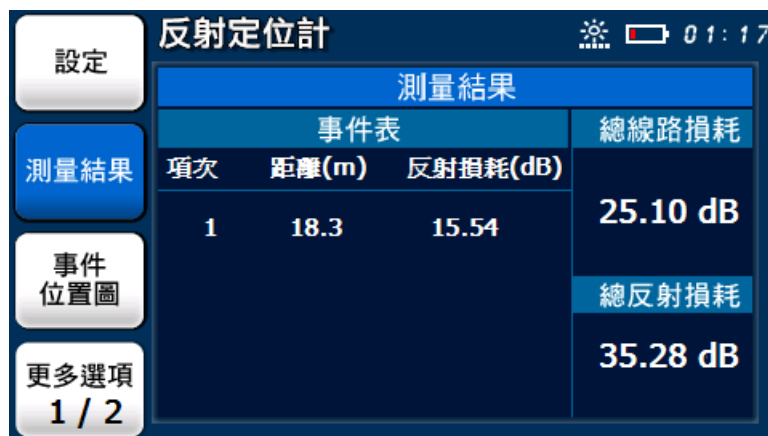 設定
反射定位計
01:17
測量結果
測量結果
事件表
項次 距離(m) 反射損耗(dB)
1 18.3 15.54
總線路損耗
25.10 dB
總反射損耗
35.28 dB
事件
位置圖
更多選項
1 / 2